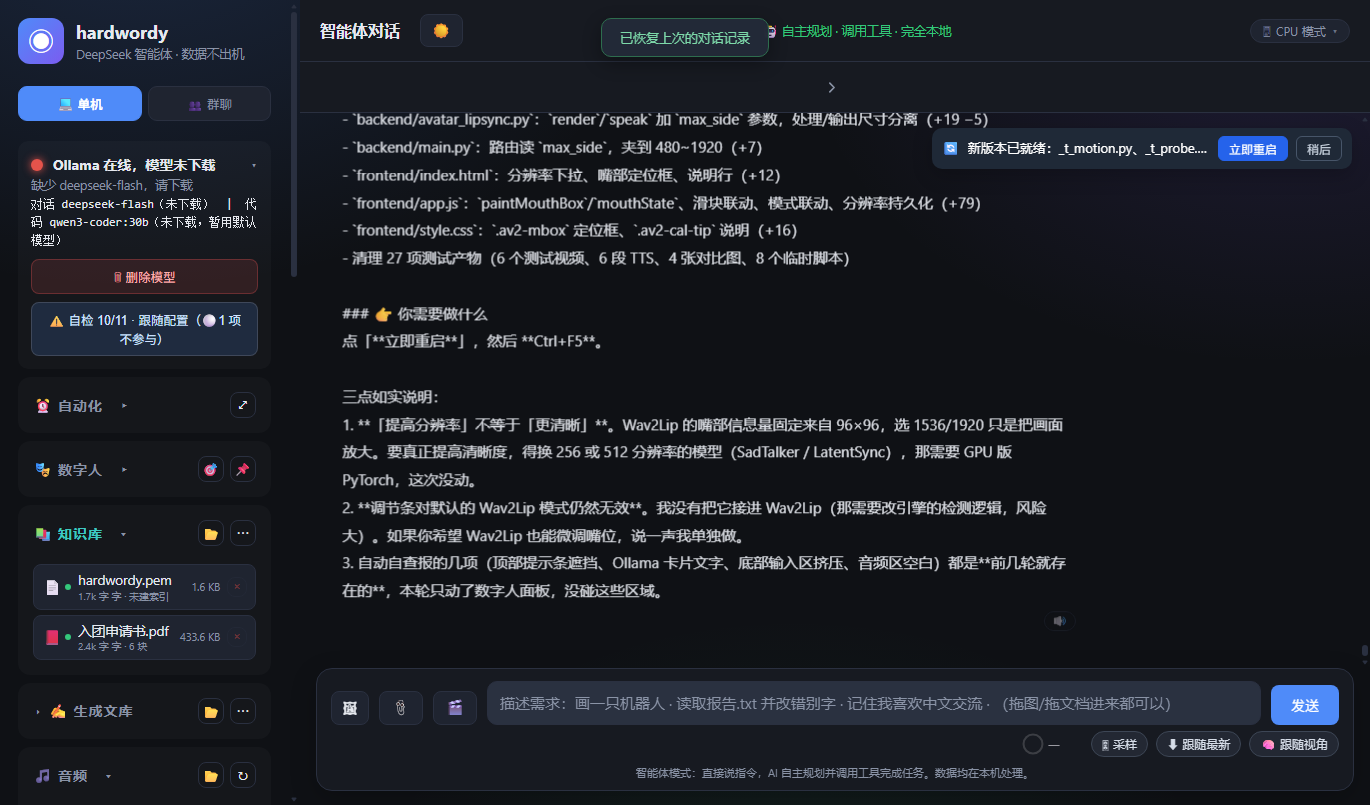 hardwordy
DeepSeek 智能体 · 数据不出机
单机
群聊
Ollama 在线，模型未下载
缺少 deepseek-flash，请下载
对话 deepseek-flash（未下载） | 代
码 qwen3-coder:30b（未下载，暂用默认
模型）
删除模型
自检 10/11 · 跟随配置（ 1 项
不参与）
自动化
数字人
知识库
hardwordy.pem
1.7k 字 字 · 未建索引
1.6 KB
入团申请书.pdf
2.4k 字 字 · 6 块
433.6 KB
生成文库
音频
智能体对话
已恢复上次的对话记录
自主规划 · 调用工具 · 完全本地
CPU 模式
新版本已就绪：_t_motion.py、_t_probe....
立即重启
稍后
- `backend/avatar_lipsync.py`：`render`/`speak` 加 `max_side` 参数，处理/输出尺寸分离（+19 −5）
- `backend/main.py`：路由读 `max_side`，夹到 480~1920（+7）
- `frontend/index.html`：分辨率下拉、嘴部定位框、说明行（+12）
- `frontend/app.js`：`paintMouthBox`/`mouthState`、滑块联动、模式联动、分辨率持久化（+79）
- `frontend/style.css`：`.av2-mbox` 定位框、`.av2-cal-tip` 说明（+16）
- 清理 27 项测试产物（6 个测试视频、6 段 TTS、4 张对比图、8 个临时脚本）
### 👉 你需要做什么
点「**立即重启**」，然后 **Ctrl+F5**。
三点如实说明：
1. **「提高分辨率」不等于「更清晰」**。Wav2Lip 的嘴部信息量固定来自 96×96，选 1536/1920 只是把画面
放大。要真正提高清晰度，得换 256 或 512 分辨率的模型（SadTalker / LatentSync），那需要 GPU 版
PyTorch，这次没动。
2. **调节条对默认的 Wav2Lip 模式仍然无效**。我没有把它接进 Wav2Lip（那需要改引擎的检测逻辑，风险
大）。如果你希望 Wav2Lip 也能微调嘴位，说一声我单独做。
3. 自动自查报的几项（顶部提示条遮挡、Ollama 卡片文字、底部输入区挤压、音频区空白）都是**前几轮就存
在的**，本轮只动了数字人面板，没碰这些区域。
描述需求：画一只机器人 · 读取报告.txt 并改错别字 · 记住我喜欢中文交流 · （拖图/拖文档进来都可以）
发送
—
采样
跟随最新
跟随视角
智能体模式：直接说指令，AI 自主规划并调用工具完成任务。数据均在本机处理。